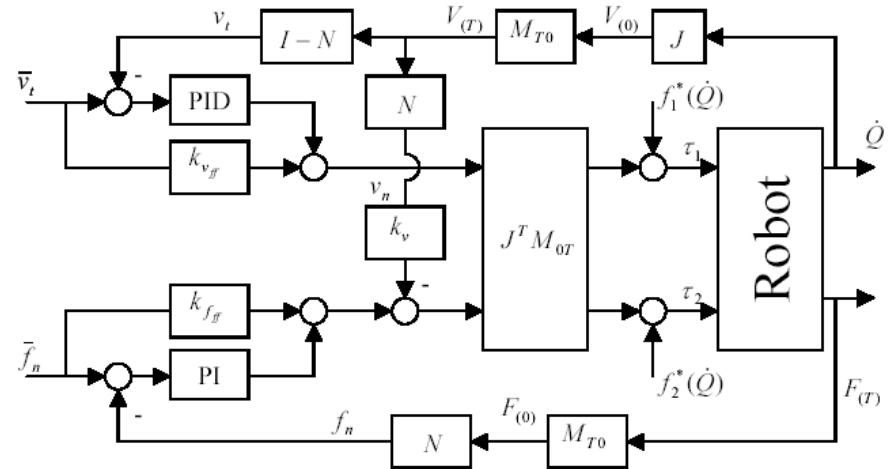 v_t
I − N
V_(T)
M_T0
V_(0)
J
v̄_t
-
PID
N
f_1^*(Q̇)
k_v_ff
v_n
τ_1
Q̇
k_v
J^T M_0T
Robot
k_f_ff
-
τ_2
f̄_n
PI
f_2^*(Q̇)
-
f_n
N
F_(0)
M_T0
F_(T)